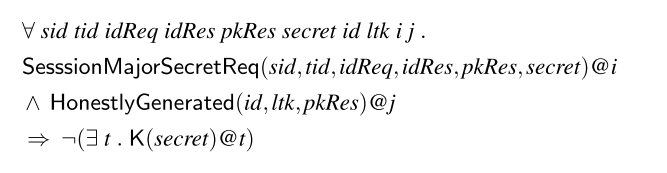 ∀ sid tid idReq idRes pkRes secret id ltk i j .
SesssionMajorSecretReq(sid, tid, idReq, idRes, pkRes, secret)@i
∧ HonestlyGenerated(id, ltk, pkRes)@j
⇒ ¬(∃ t . K(secret)@t)